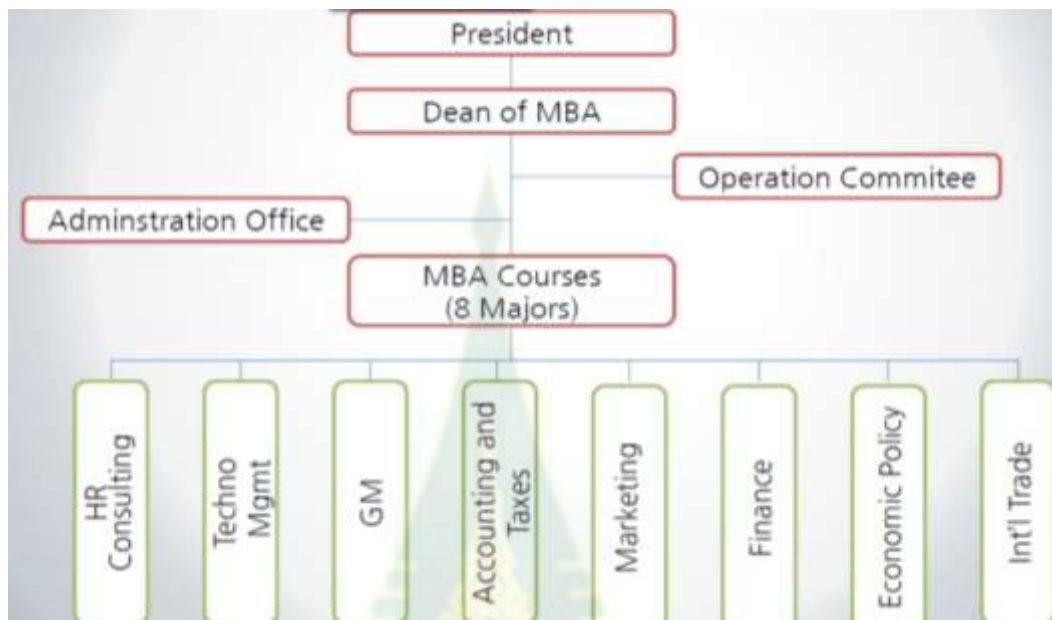 President
Dean of MBA
Operation Commitee
Adminstration Office
MBA Courses
(8 Majors)
HR
Consulting
Techno
Mgmt
GM
Accounting and
Taxes
Marketing
Finance
Economic Policy
Int'l Trade